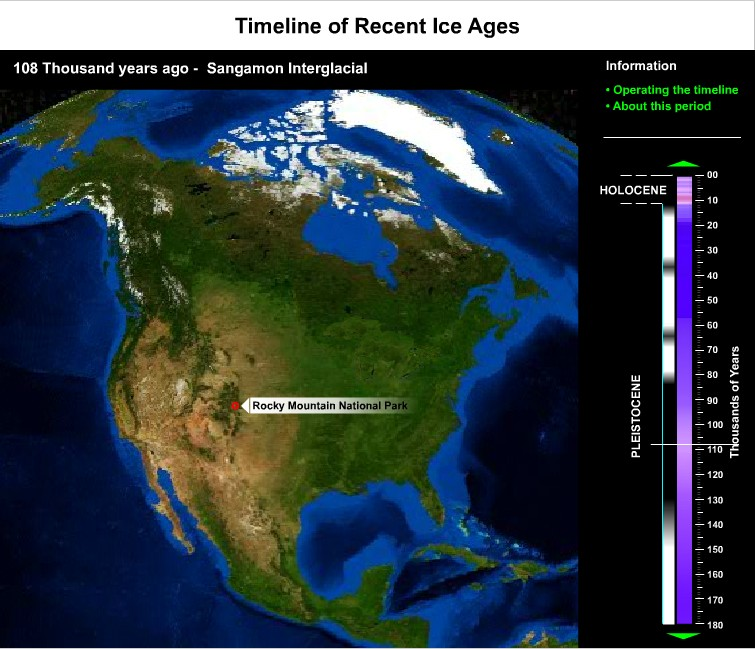 Timeline of Recent Ice Ages
108 Thousand years ago - Sangamon Interglacial
Information
• Operating the timeline
• About this period
HOLOCENE
00
10
20
30
40
50
60
70
80
90
100
110
120
130
140
150
160
170
180
Thousands of Years
PLEISTOCENE
Rocky Mountain National Park